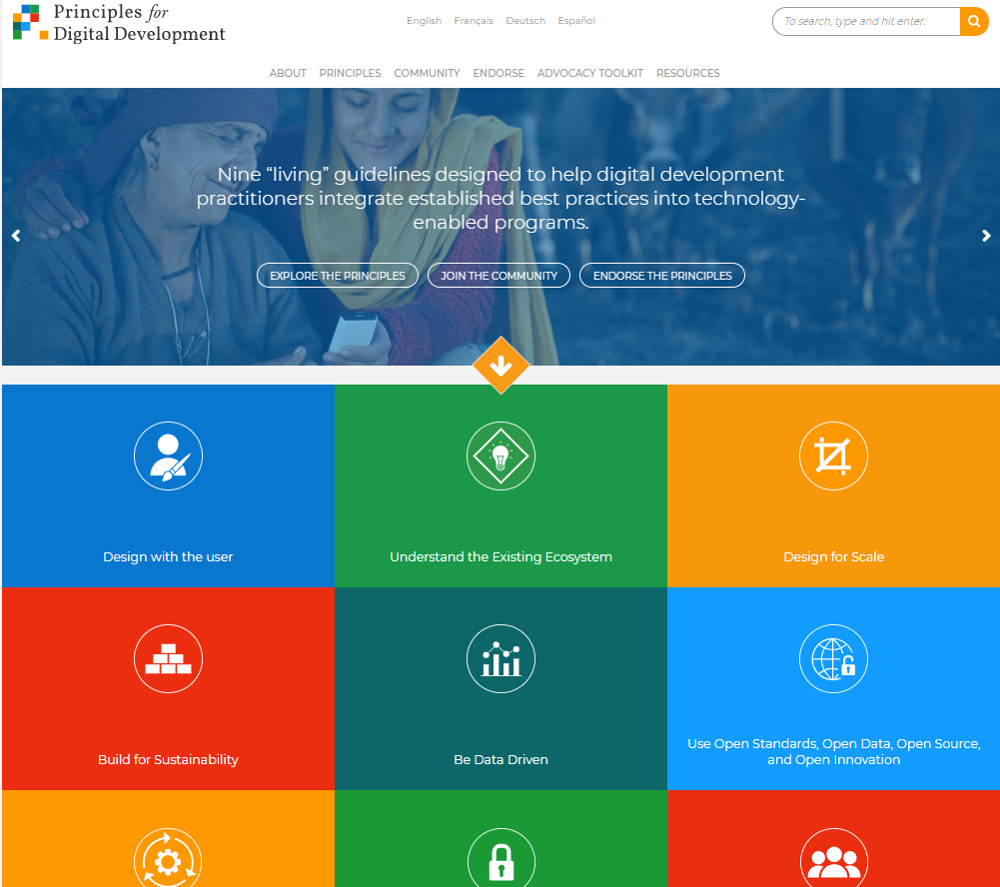 Principles for
Digital Development
English Français Deutsch Español
To search, type and hit enter.
ABOUT PRINCIPLES COMMUNITY ENDORSE ADVOCACY TOOLKIT RESOURCES
Nine “living” guidelines designed to help digital development
practitioners integrate established best practices into technology-
enabled programs.
EXPLORE THE PRINCIPLES JOIN THE COMMUNITY ENDORSE THE PRINCIPLES
Design with the user
Understand the Existing Ecosystem
Design for Scale
Build for Sustainability
Be Data Driven
Use Open Standards, Open Data, Open Source,
and Open Innovation